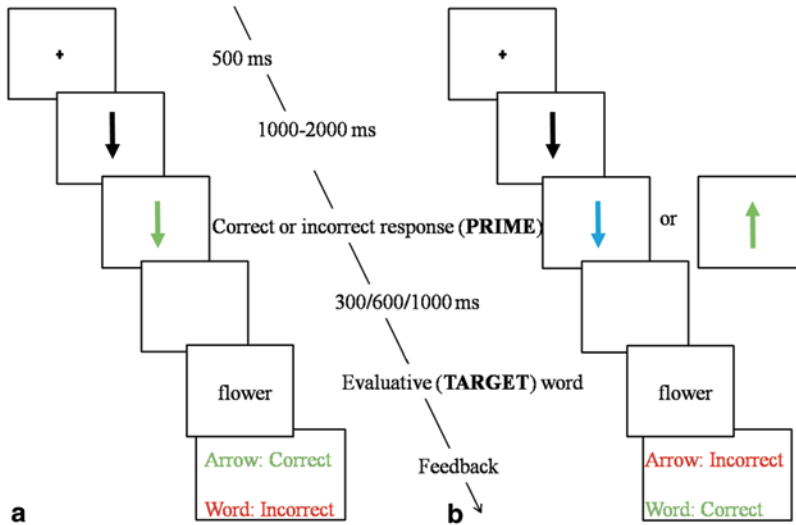 500 ms
1000-2000 ms
Correct or incorrect response (PRIME)
or
300/600/1000 ms
flower
Evaluative (TARGET) word
flower
Arrow: Correct
Word: Incorrect
Feedback
Arrow: Incorrect
Word: Correct
a
b